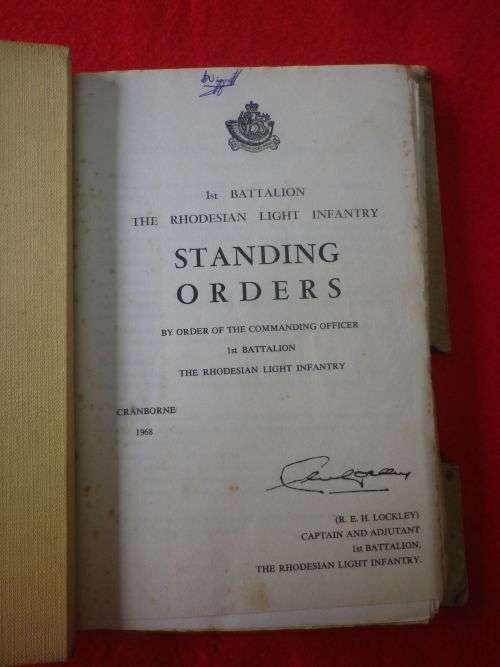 1st BATTALION
THE RHODESIAN LIGHT INFANTRY
STANDING
ORDERS
BY ORDER OF THE COMMANDING OFFICER
1st BATTALION
THE RHODESIAN LIGHT INFANTRY
CRANBORNE
1968
(R. E. H. LOCKLEY)
CAPTAIN AND ADJUTANT
1st BATTALION,
THE RHODESIAN LIGHT INFANTRY.